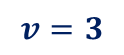 v = 3